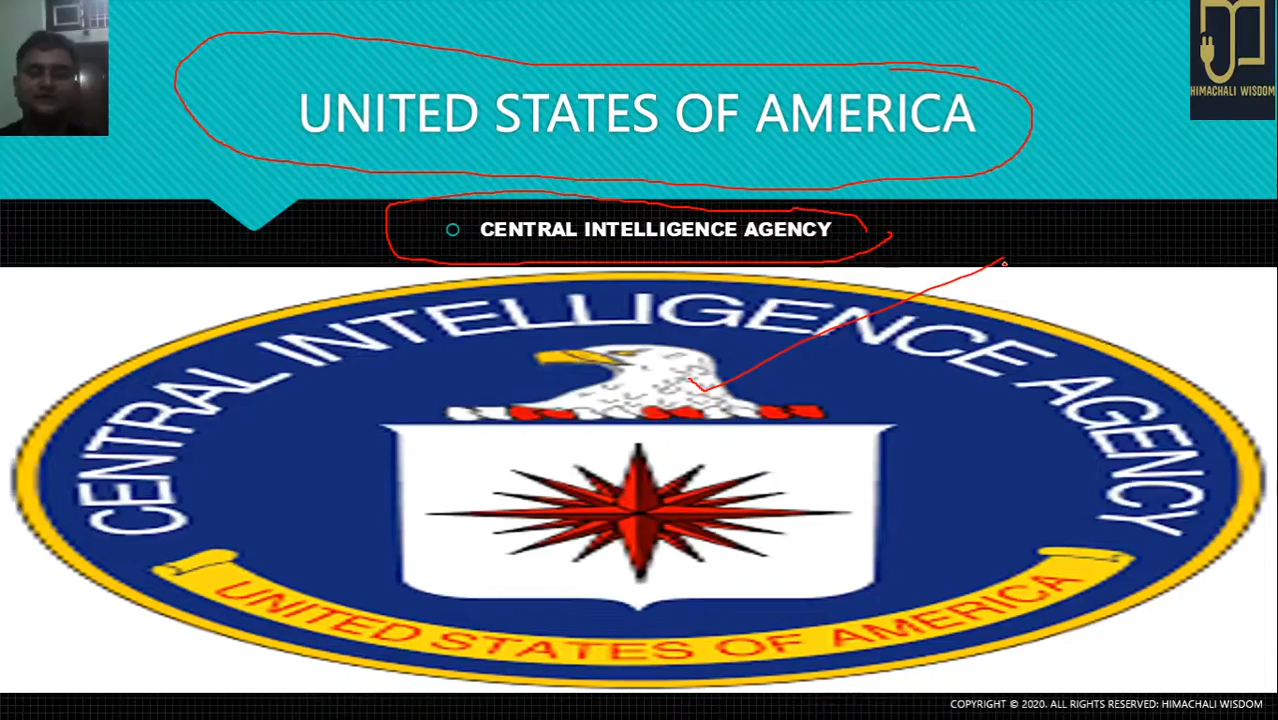 UNITED STATES OF AMERICA
HIMACHALI WISDOM
CENTRAL INTELLIGENCE AGENCY
CENTRAL INTELLIGENCE AGENCY
UNITED STATES OF AMERICA
COPYRIGHT © 2020. ALL RIGHTS RESERVED: HIMACHALI WISDOM